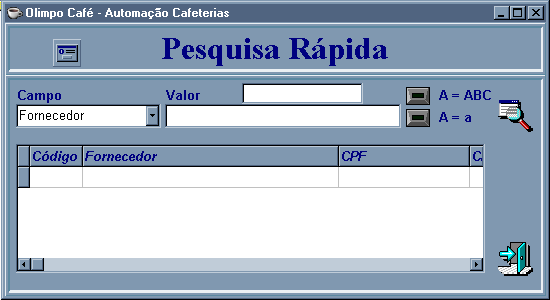 Olimpo Café - Automação Cafeterias
Pesquisa Rápida
Campo
Valor
A = ABC
Fornecedor
A = a
Código Fornecedor CPF C